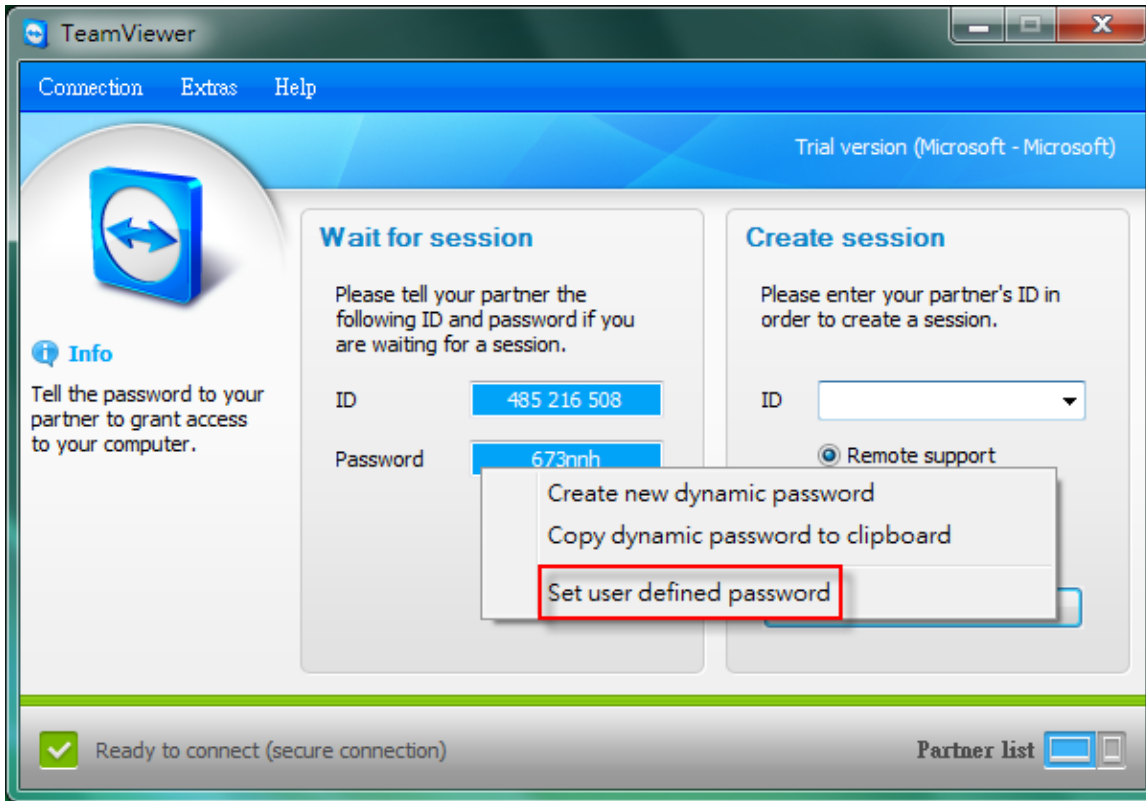 TeamViewer
Connection Extras Help
Trial version (Microsoft - Microsoft)
Info
Tell the password to your
partner to grant access
to your computer.
Wait for session
Please tell your partner the
following ID and password if you
are waiting for a session.
ID 485 216 508
Password 673nnh
Create session
Please enter your partner's ID in
order to create a session.
ID
Remote support
Create new dynamic password
Copy dynamic password to clipboard
Set user defined password
Ready to connect (secure connection)
Partner list